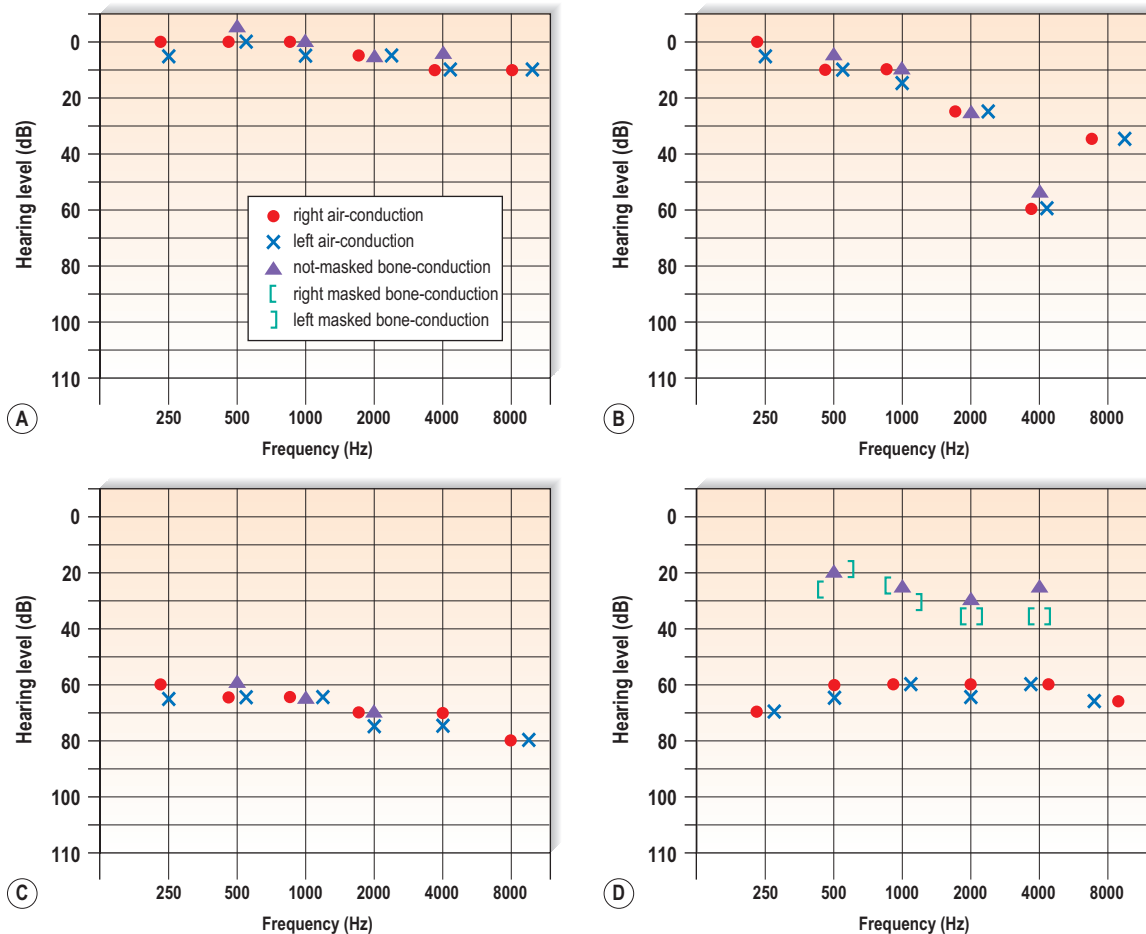 0
20
40
60
80
100
110
Hearing level (dB)
right air-conduction
left air-conduction
not-masked bone-conduction
right masked bone-conduction
left masked bone-conduction
250 500 1000 2000 4000 8000
Frequency (Hz)
A
0
20
40
60
80
100
110
Hearing level (dB)
250 500 1000 2000 4000 8000
Frequency (Hz)
B
0
20
40
60
80
100
110
Hearing level (dB)
250 500 1000 2000 4000 8000
Frequency (Hz)
C
0
20
40
60
80
100
110
Hearing level (dB)
250 500 1000 2000 4000 8000
Frequency (Hz)
D